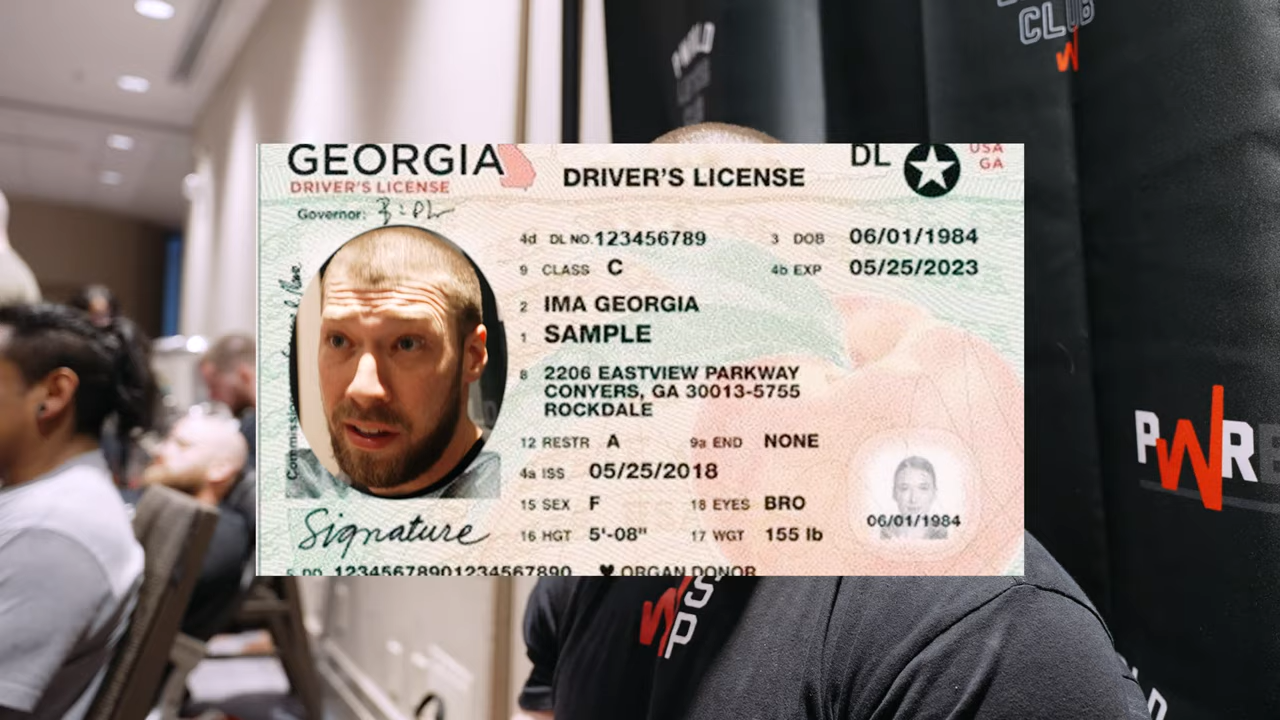 CLUB
GEORGIA
DRIVER'S LICENSE
DRIVER'S LICENSE
DL
USA
GA
Governor:
4d DL NO. 123456789
3 DOB 06/01/1984
9 CLASS C
4b EXP 05/25/2023
2 IMA GEORGIA
1 SAMPLE
8 2206 EASTVIEW PARKWAY
CONYERS, GA 30013-5755
ROCKDALE
12 RESTR A
9a END NONE
4a ISS 05/25/2018
15 SEX F
18 EYES BRO
16 HGT 5'-08"
17 WGT 155 lb
06/01/1984
Signature
5 DD 12345678901234567890
ORGAN DONOR